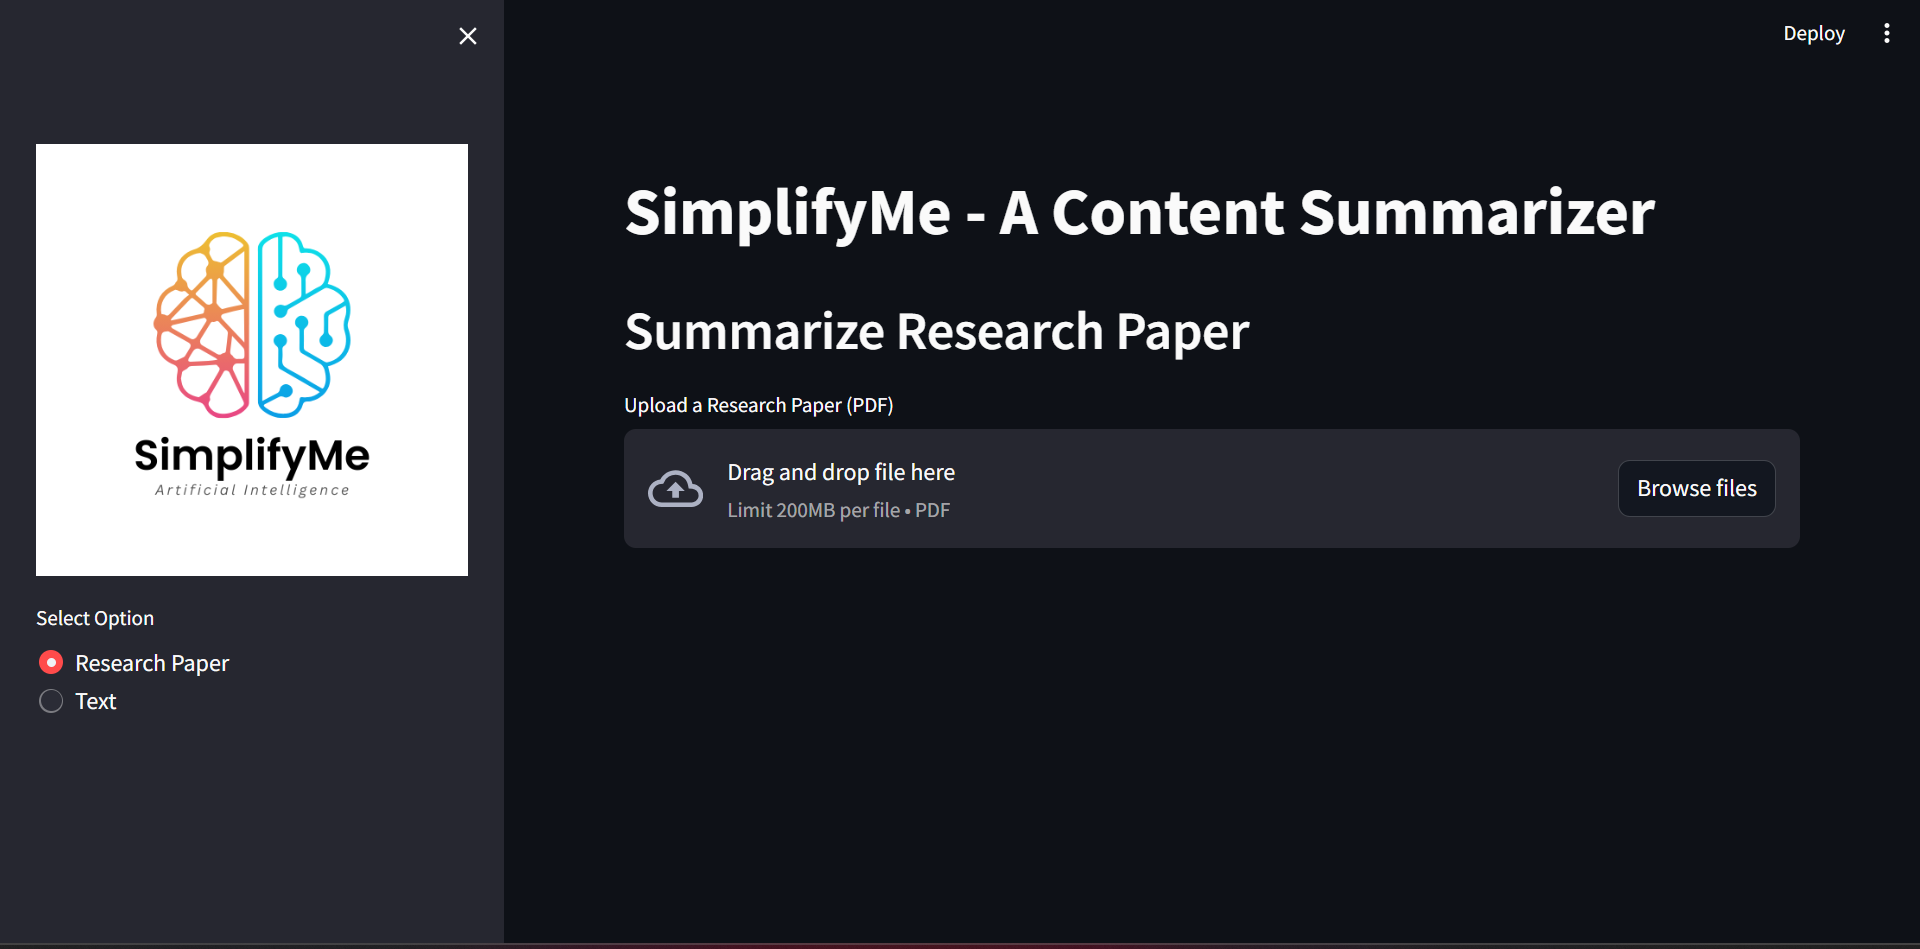 Deploy
SimplifyMe
Artificial Intelligence
Select Option
Research Paper
Text
SimplifyMe - A Content Summarizer
Summarize Research Paper
Upload a Research Paper (PDF)
Drag and drop file here
Limit 200MB per file • PDF
Browse files